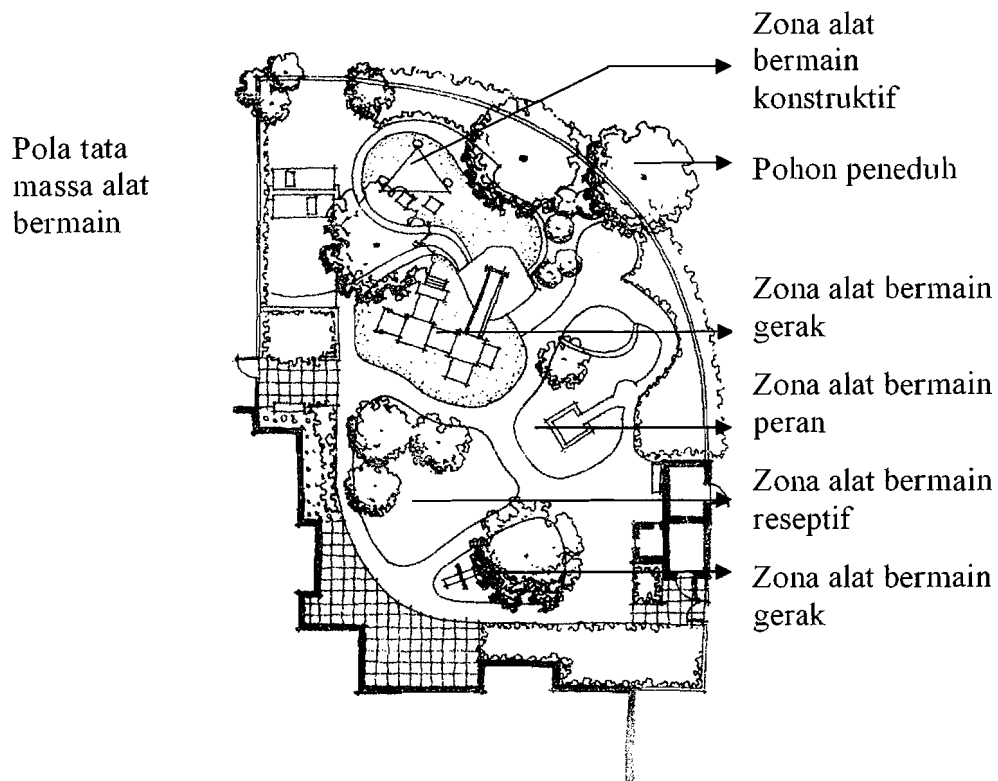 Zona alat
bermain
konstruktif
Pola tata
massa alat
bermain
Pohon peneduh
Zona alat bermain
gerak
Zona alat bermain
peran
Zona alat bermain
reseptif
Zona alat bermain
gerak